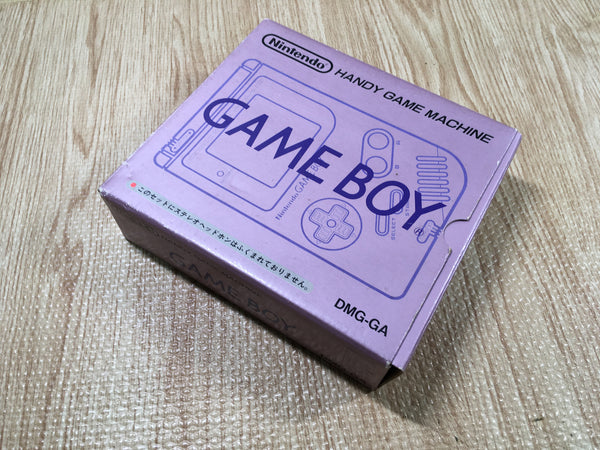 Nintendo
HANDY GAME MACHINE
GAME BOY
Nintendo GAME B
SELECT
このセットにステレオヘッドホンはふくまれておりません。
DMG-GA
GAME BOY